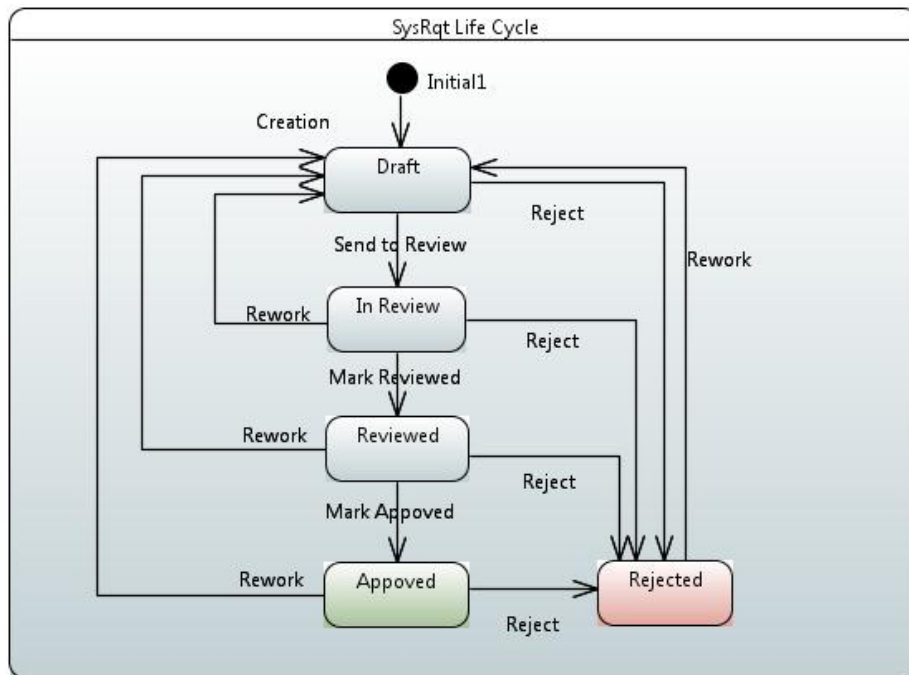 SysRqt Life Cycle
Initial1
Creation
Draft
Reject
Send to Review
Rework
In Review
Rework
Reject
Mark Reviewed
Reviewed
Rework
Reject
Mark Appoved
Appoved
Rework
Rejected
Reject